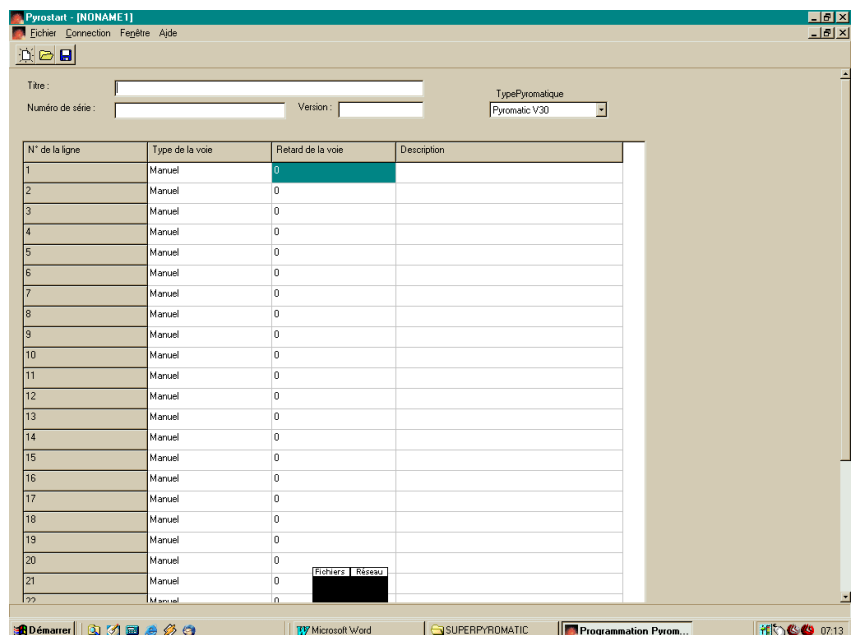 Pyrostart - [NONAME1]
Fichier Connection Fenêtre Aide
Titre :
TypePyromatique
Numéro de série :
Version :
Pyromatic V30
N° de la ligne Type de la voie Retard de la voie Description
1 Manuel 0
2 Manuel 0
3 Manuel 0
4 Manuel 0
5 Manuel 0
6 Manuel 0
7 Manuel 0
8 Manuel 0
9 Manuel 0
10 Manuel 0
11 Manuel 0
12 Manuel 0
13 Manuel 0
14 Manuel 0
15 Manuel 0
16 Manuel 0
17 Manuel 0
18 Manuel 0
19 Manuel 0
20 Manuel 0
Fichiers Réseau
21 Manuel 0
22 Manuel 0
Démarrer Microsoft Word SUPERPYROMATIC Programmation Pyrom... 07:13